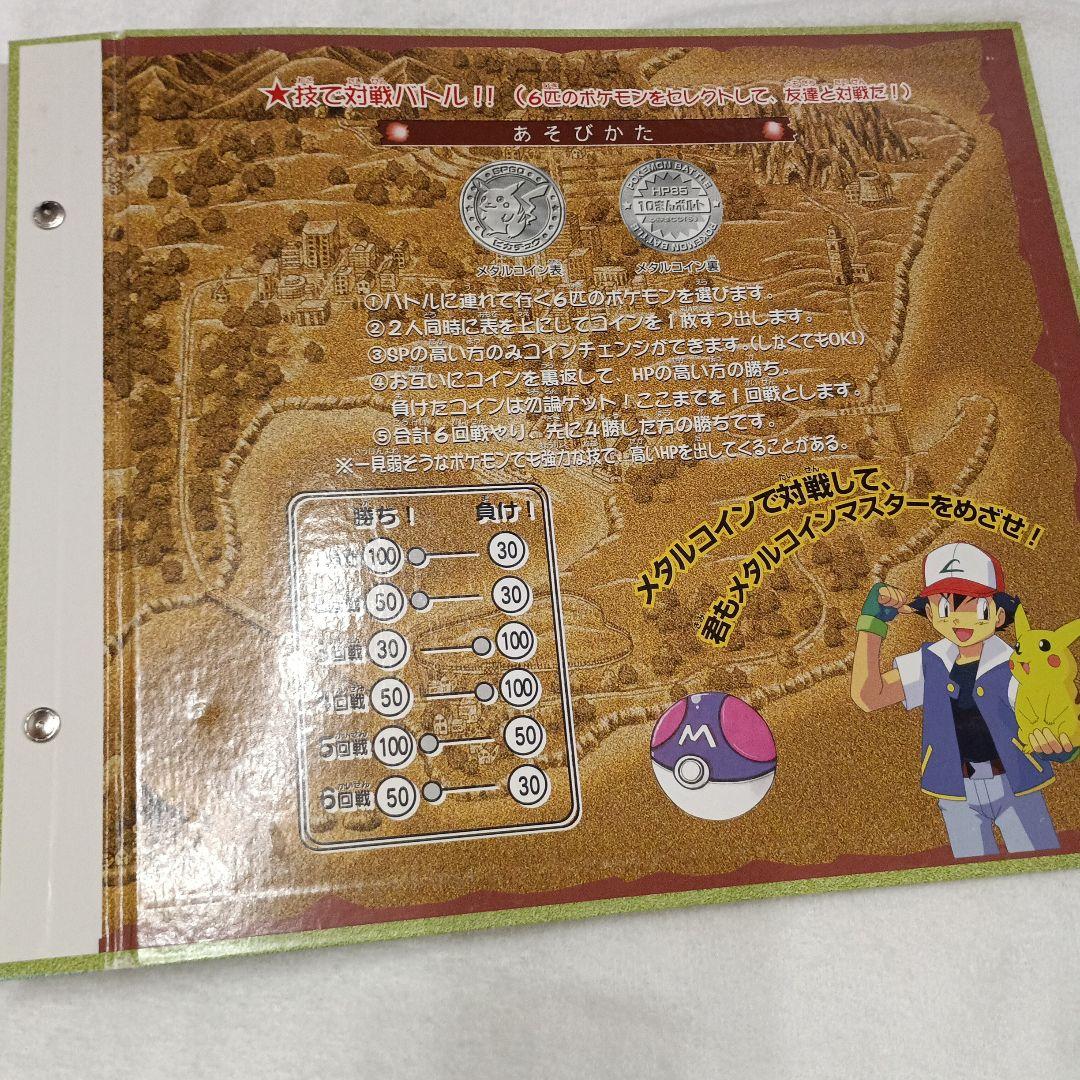 ★技で対戦バトル!!（6匹のポケモンをセレクトして、友達と対戦だ!）
あそびかた
ピカチュウ
POKEMON BATTLE
HP85
10まんボルト
POKEMON BATTLE
メタルコイン表
メタルコイン裏
①バトルに連れて行く6匹のポケモンを選びます。
②2人同時に表を上にしてコインを1枚ずつ出します。
③SPの高い方のみコインチェンジができます。(しなくてもOK!)
④お互いにコインを裏返して、HPの高い方の勝ち。
負けたコインは勿論ゲット!ここまでを1回戦とします。
⑤合計6回戦やり、先に4勝した方の勝ちです。
※一見弱そうなポケモンでも強力な技で、高いHPを出してくることがある。
メタルコインで対戦して、
君もメタルコインマスターをめざせ!
勝ち! 負け!
100 30
50 30
回戦 30 100
回戦 50 100
5回戦 100 50
6回戦 50 30
M